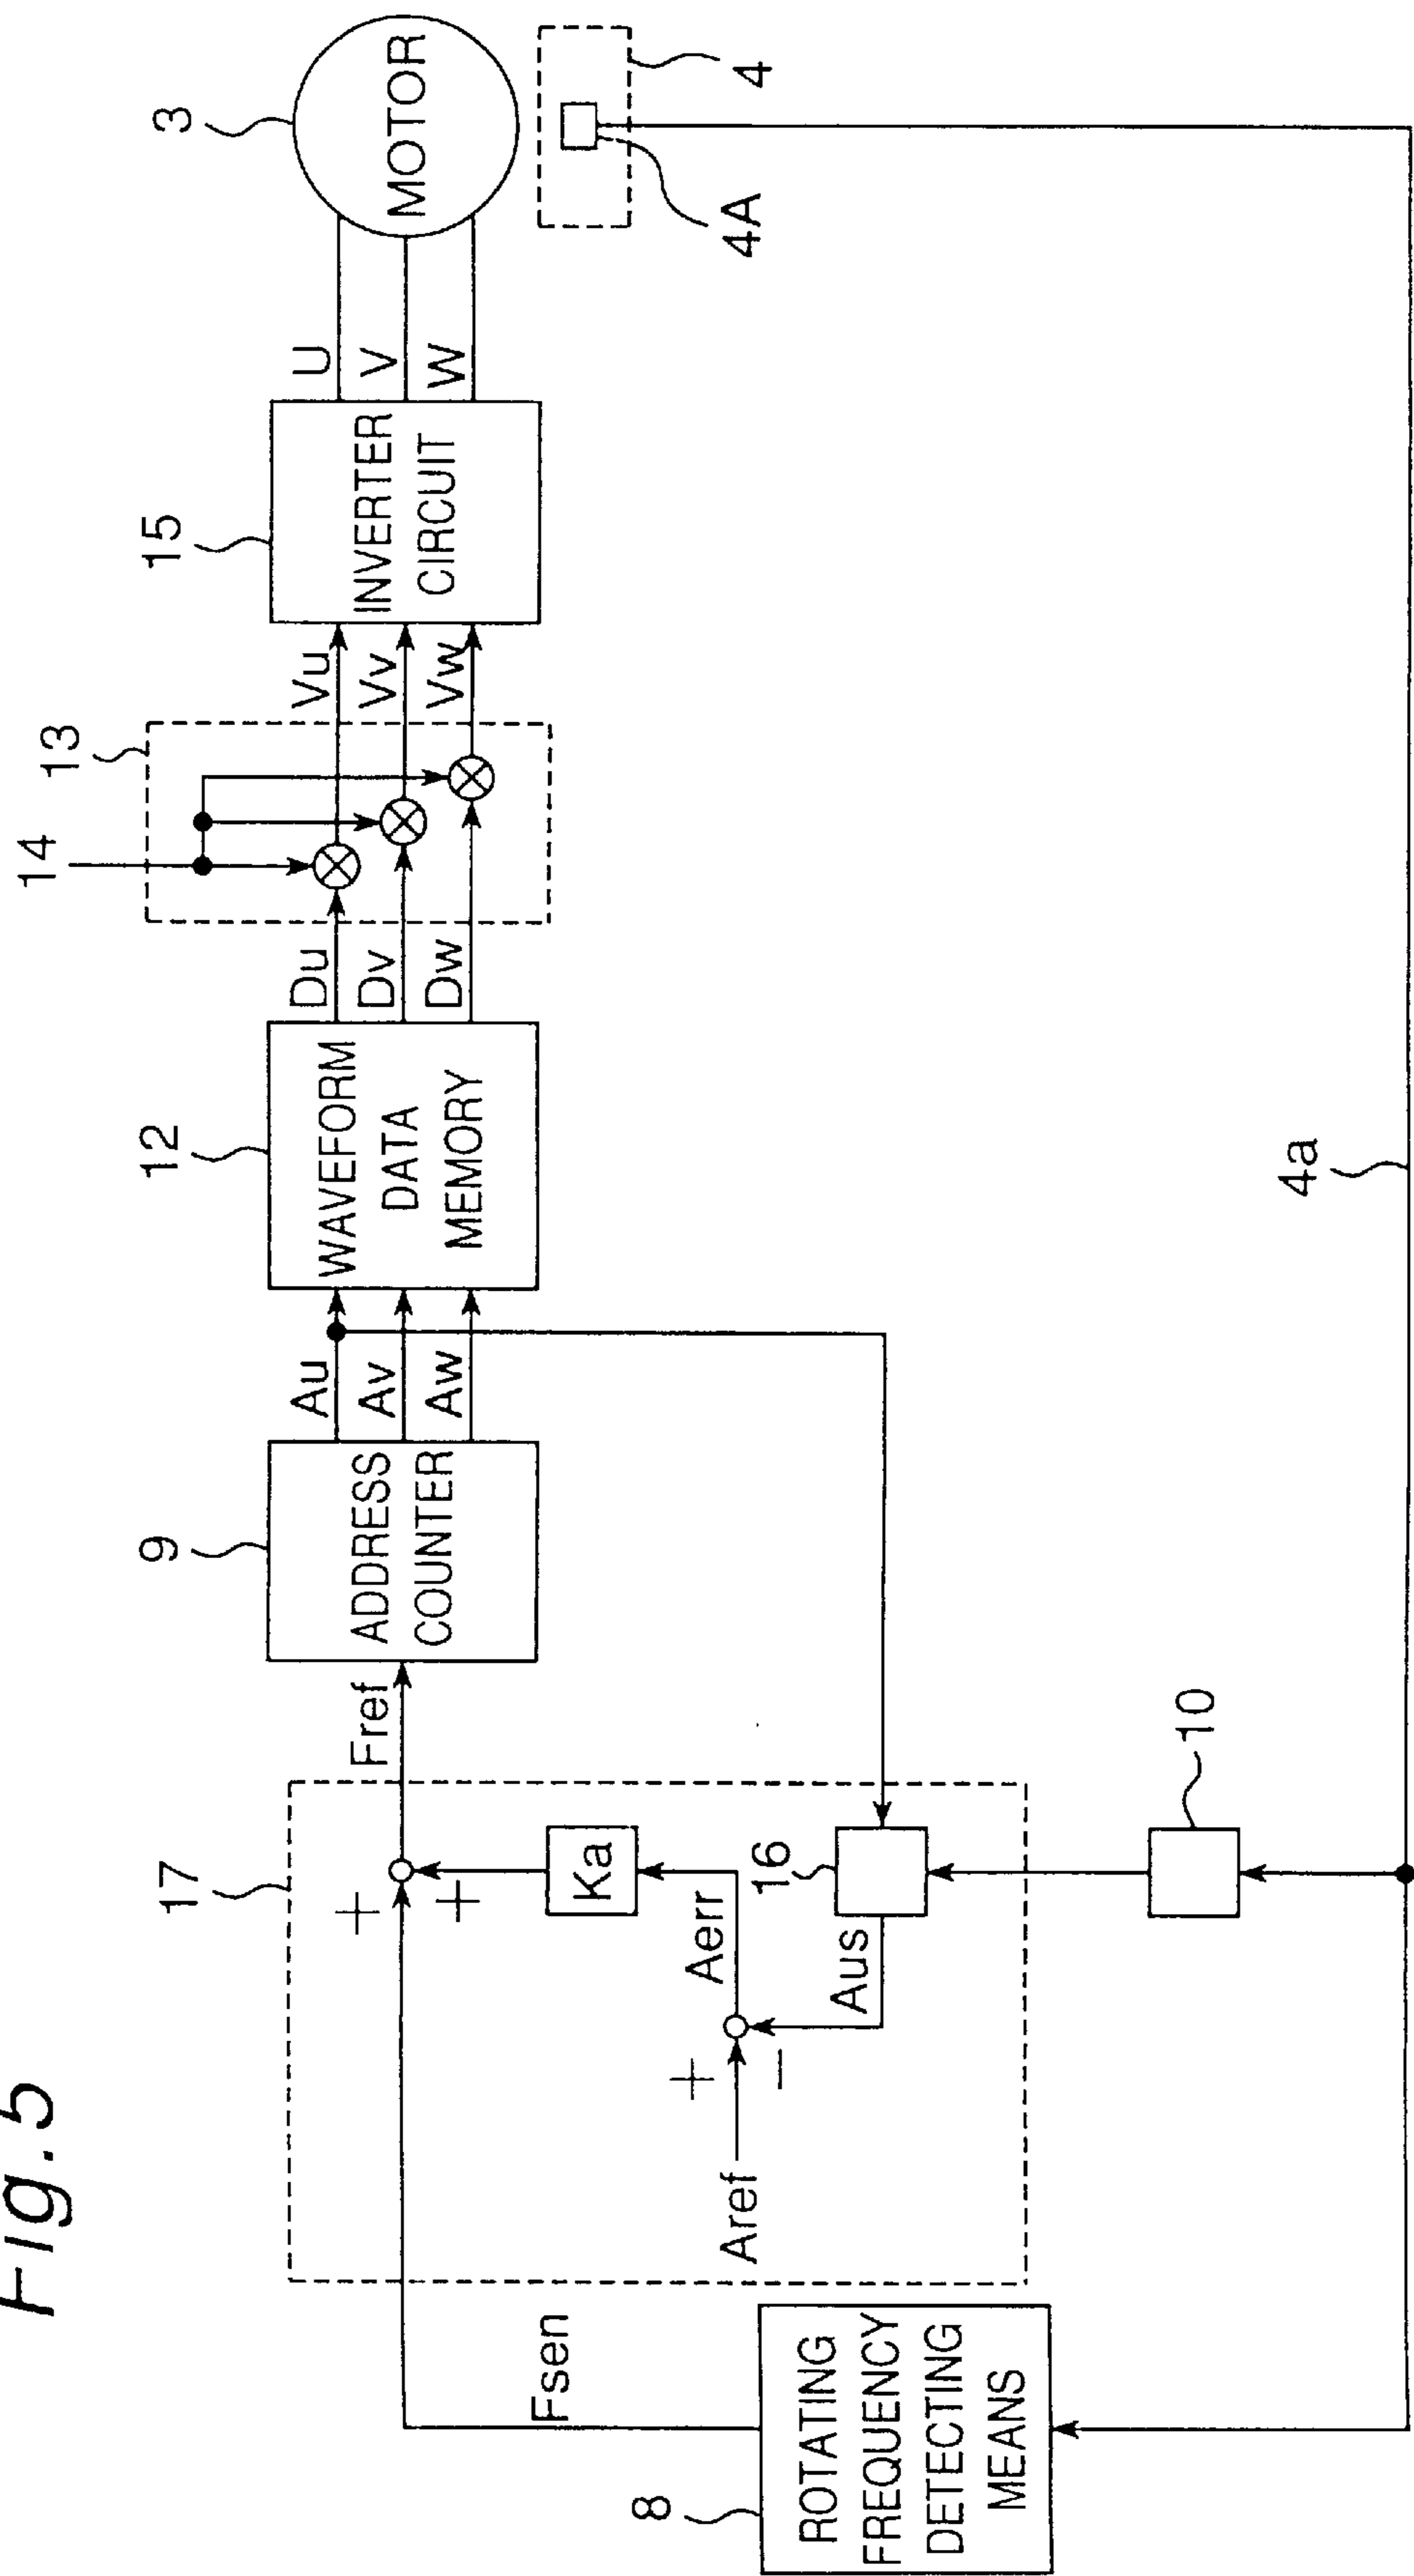 Fig.5
8
ROTATING
FREQUENCY
DETECTING
MEANS
Fsen
17
+
+
Fref
Ka
Aref
+
−
Aerr
Aus
16
10
9
ADDRESS
COUNTER
Au
Av
Aw
12
WAVEFORM
DATA
MEMORY
Du
Dv
Dw
14
13
Vu
Vv
Vw
15
INVERTER
CIRCUIT
U
V
W
3
MOTOR
4
4A
4a